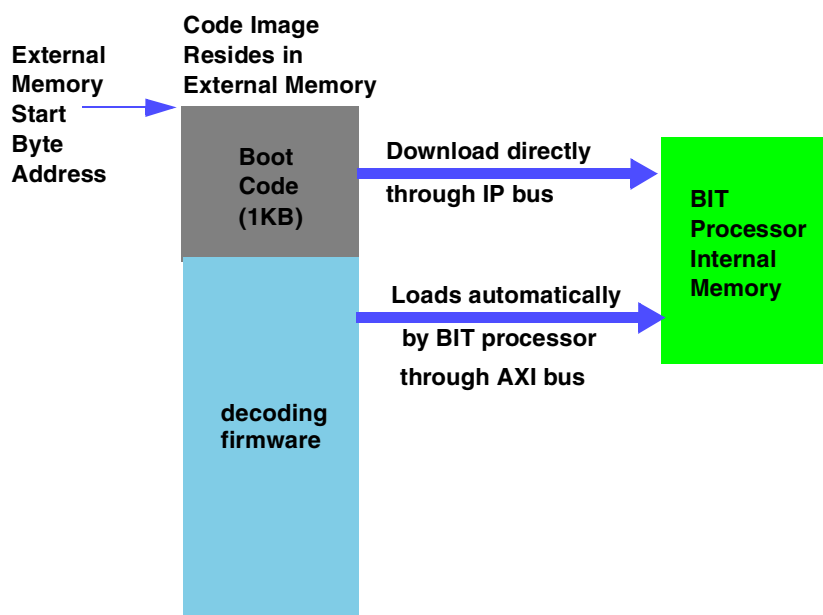 External
Memory
Start
Byte
Address
Code Image
Resides in
External Memory
Boot
Code
(1KB)
Download directly
through IP bus
BIT
Processor
Internal
Memory
Loads automatically
by BIT processor
through AXI bus
decoding
firmware